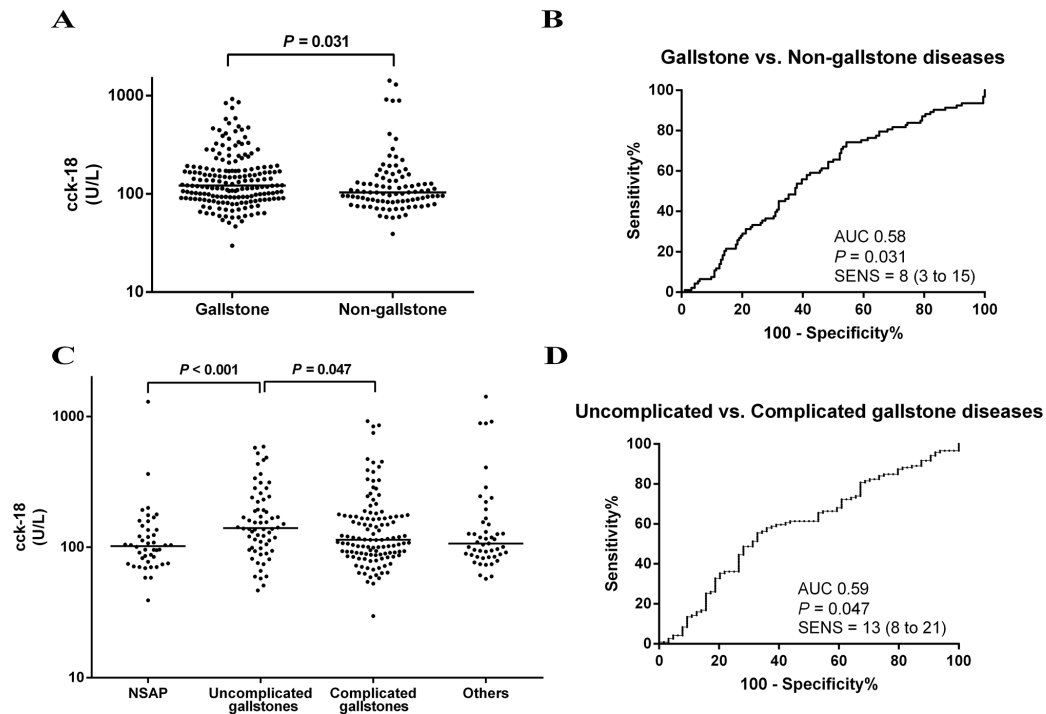 A
P = 0.031
1000
100
10
cck-18
(U/L)
Gallstone
Non-gallstone
B
Gallstone vs. Non-gallstone diseases
100
80
60
40
20
0
Sensitivity%
AUC 0.58
P = 0.031
SENS = 8 (3 to 15)
0 20 40 60 80 100
100 - Specificity%
C
P < 0.001
P = 0.047
1000
100
10
cck-18
(U/L)
NSAP
Uncomplicated
gallstones
Complicated
gallstones
Others
D
Uncomplicated vs. Complicated gallstone diseases
100
80
60
40
20
0
Sensitivity%
AUC 0.59
P = 0.047
SENS = 13 (8 to 21)
0 20 40 60 80 100
100 - Specificity%